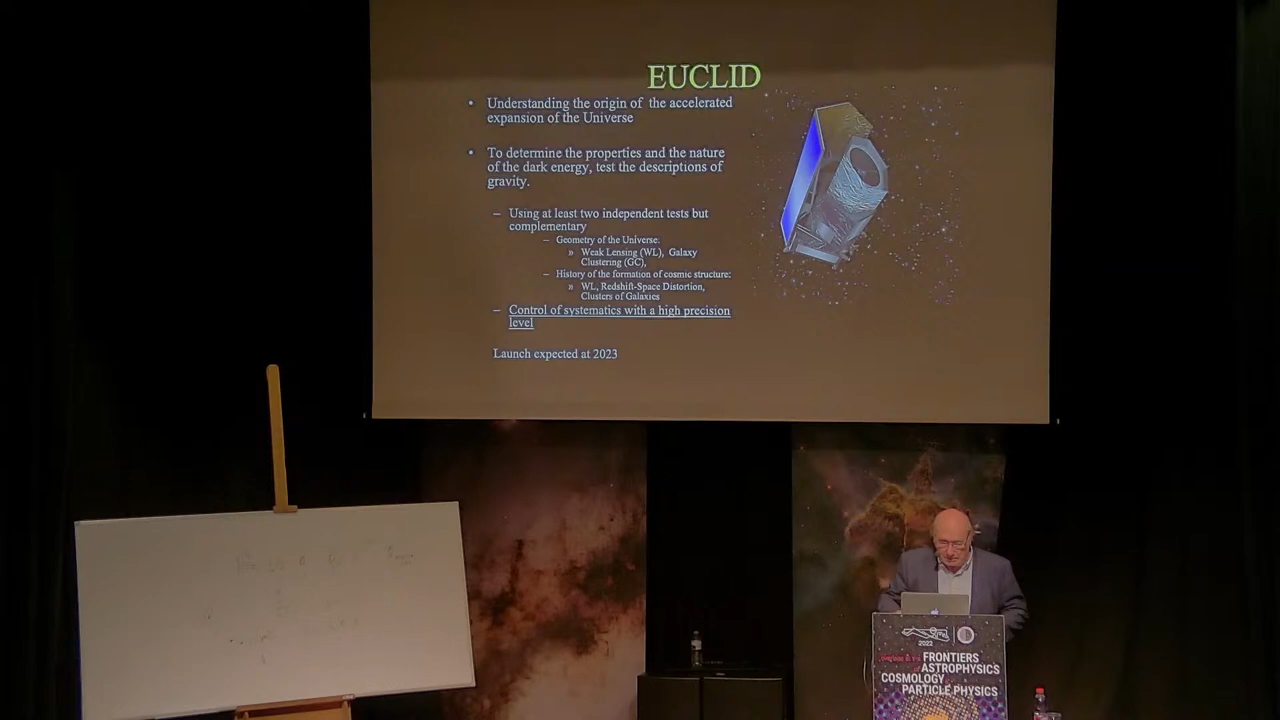 EUCLID
• Understanding the origin of the accelerated
expansion of the Universe
• To determine the properties and the nature
of the dark energy, test the descriptions of
gravity.
– Using at least two independent tests but
complementary
– Geometry of the Universe.
» Weak Lensing (WL), Galaxy
Clustering (GC),
– History of the formation of cosmic structure:
» WL, Redshift-Space Distortion,
Clusters of Galaxies
– Control of systematics with a high precision
level
Launch expected at 2023
2022
FRONTIERS
ASTROPHYSICS
COSMOLOGY
PARTICLE PHYSICS